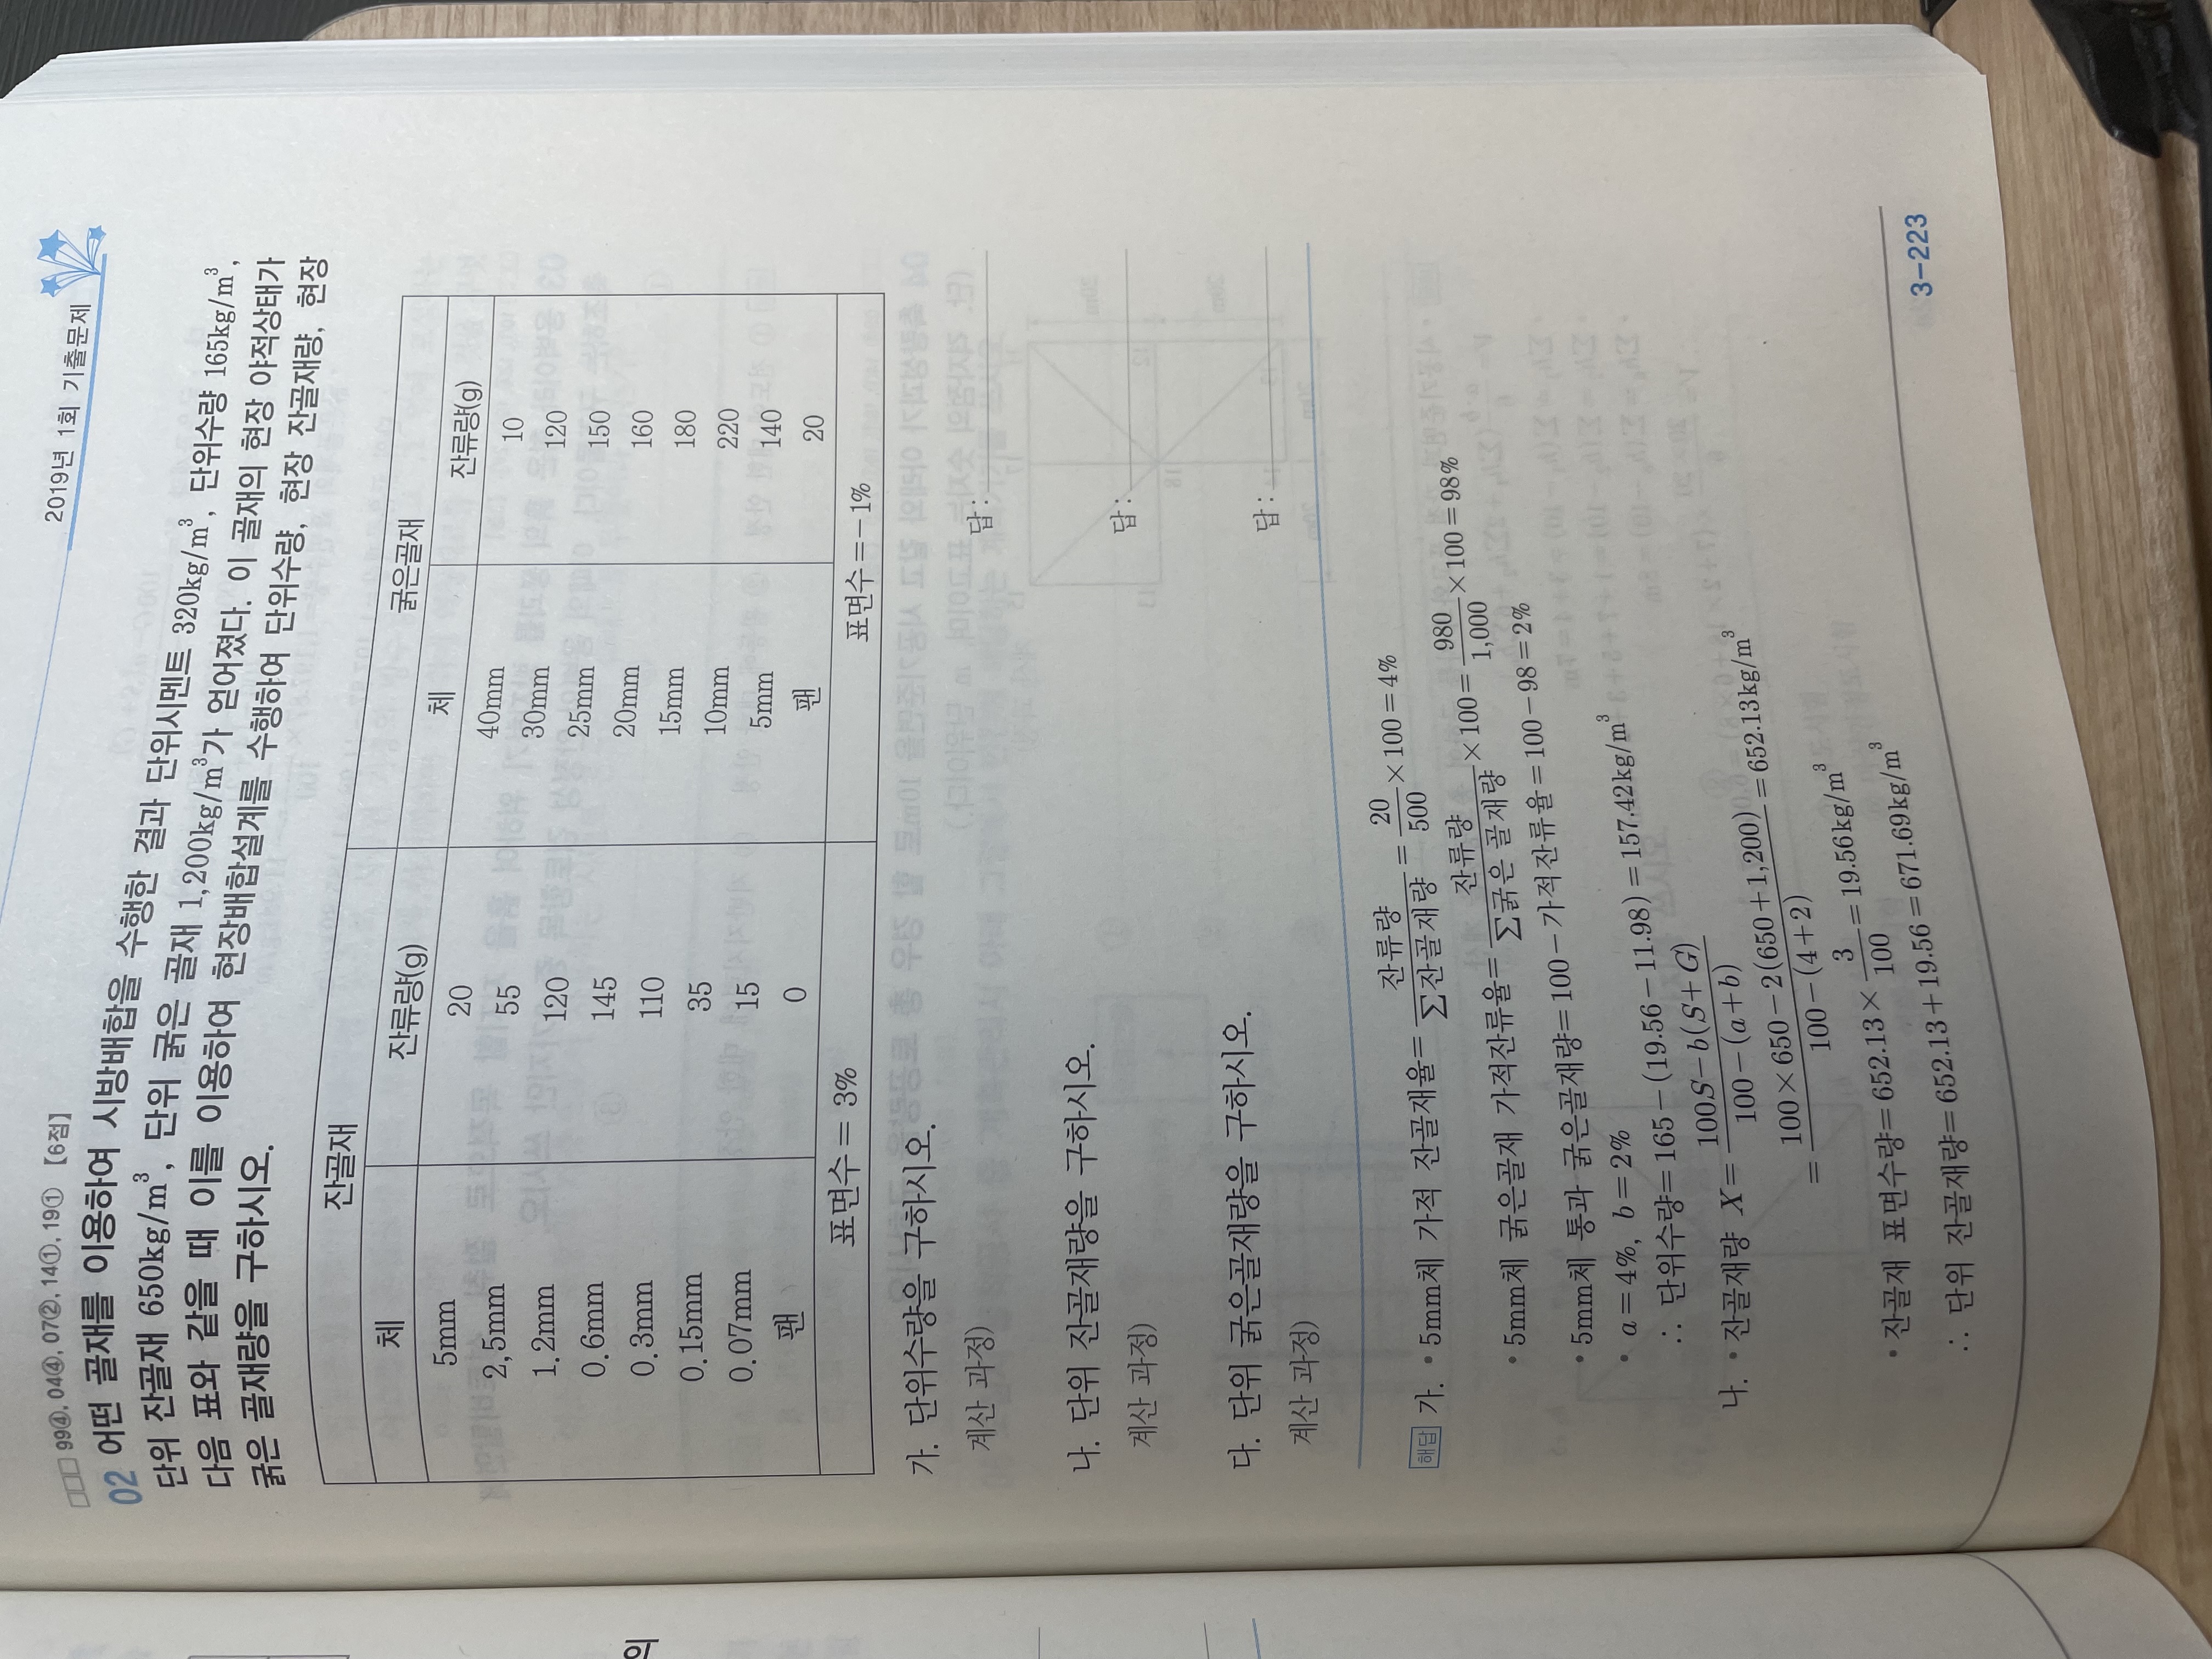 2019년 1회 기출문제
□□□ 99④, 04④, 07②, 14①, 19① [6점]
02 어떤 골재를 이용하여 시방배합을 수행한 결과 단위시멘트 320kg/m³, 단위수량 165kg/m³,
단위 잔골재 650kg/m³, 단위 굵은 골재 1,200kg/m³가 얻어졌다. 이 골재의 현장 야적상태가
다음 표와 같을 때 이를 이용하여 현장배합설계를 수행하여 단위수량, 현장 잔골재량, 현장
굵은 골재량을 구하시오.
잔골재 굵은골재
체 잔류량(g) 체 잔류량(g)
5mm 20 40mm 10
2,5mm 55 30mm 120
1.2mm 120 25mm 150
0.6mm 145 20mm 160
0.3mm 110 15mm 180
0.15mm 35 10mm 220
0.07mm 15 5mm 140
팬 0 팬 20
표면수= 3% 표면수=-1%
가. 단위수량을 구하시오.
계산 과정)
답 :
나. 단위 잔골재량을 구하시오.
계산 과정)
답 :
다. 단위 굵은골재량을 구하시오.
계산 과정)
답 :
해답 가. • 5mm체 가적 잔골재율= 잔류량/∑잔골재량 = 20/500 ×100=4%
• 5mm체 굵은골재 가적잔류율= 잔류량/∑굵은 골재량 ×100= 980/1,000 ×100=98%
• 5mm체 통과 굵은골재량=100-가적잔류율=100-98=2%
• a=4%, b=2%
∴ 단위수량=165-(19.56-11.98)=157.42kg/m³
나. • 잔골재량 X= 100S-b(S+G)/100-(a+b)
= 100×650-2(650+1,200)/100-(4+2) =652.13kg/m³
• 잔골재 표면수량=652.13× 3/100 =19.56kg/m³
∴ 단위 잔골재량=652.13+19.56=671.69kg/m³
3-223
의